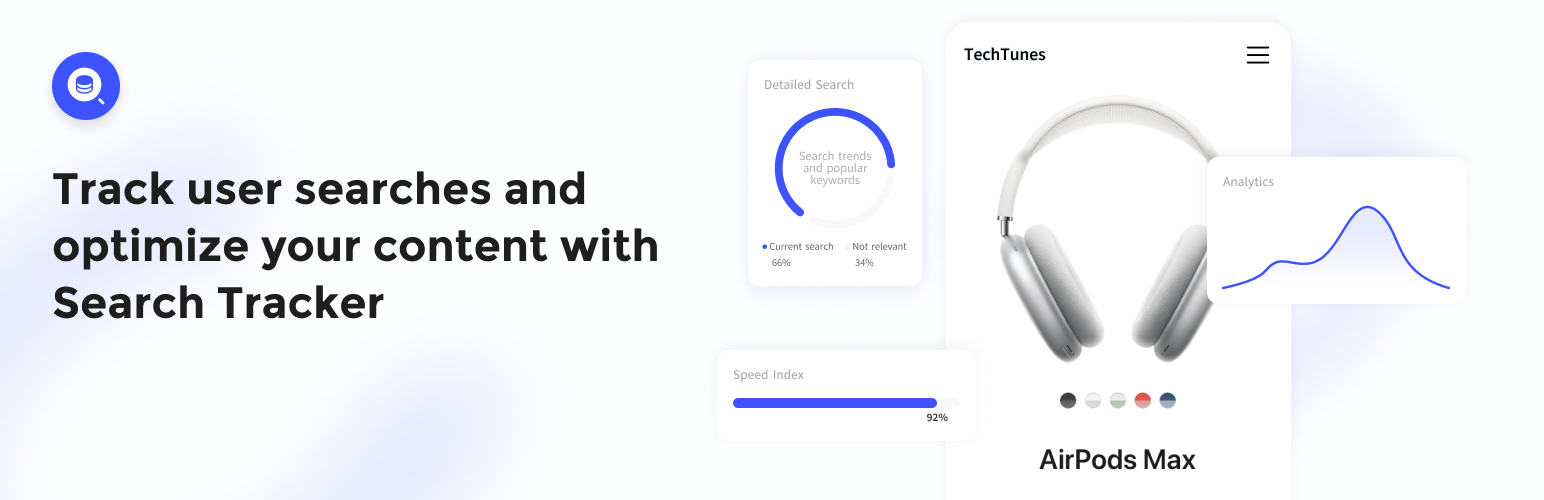 Track user searches and
optimize your content with
Search Tracker
Detailed Search
Search trends
and popular
keywords
Current search
66%
Not relevant
34%
Speed Index
92%
TechTunes
AirPods Max
Analytics